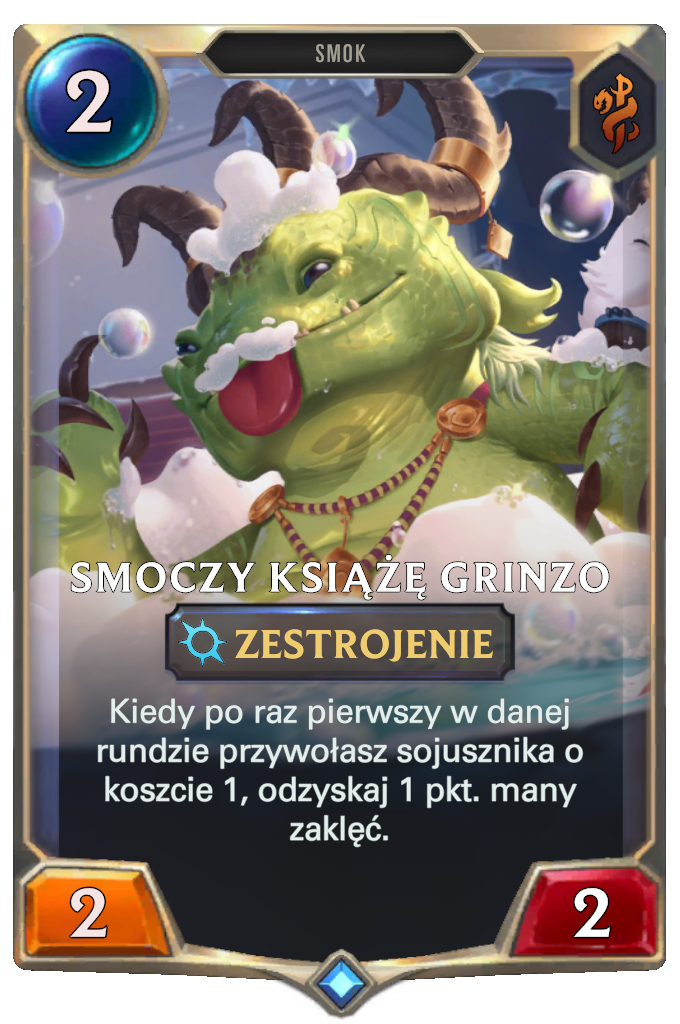 SMOK
2
SMOCZY KSIĄŻĘ GRINZO
ZESTROJENIE
Kiedy po raz pierwszy w danej
rundzie przywołasz sojusznika o
koszcie 1, odzyskaj 1 pkt. many
zaklęć.
2
2